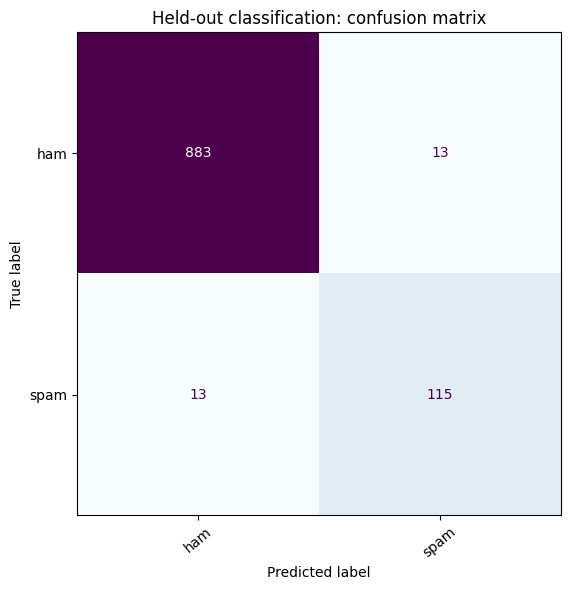 Held-out classification: confusion matrix
ham
883
13
True label
spam
13
115
ham
spam
Predicted label